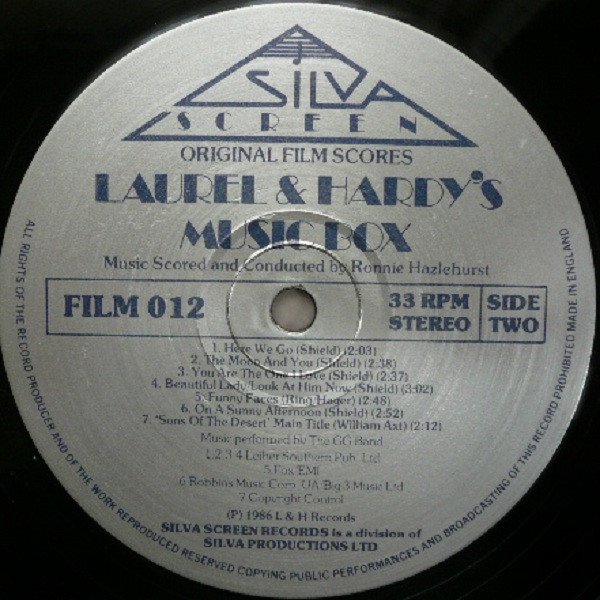 SILVA
SCREEN
ORIGINAL FILM SCORES
LAUREL & HARDY'S
MUSIC BOX
Music Scored and Conducted by Ronnie Hazlehurst
FILM 012
33 RPM
STEREO
SIDE
TWO
1. Here We Go (Shield) (2:03)
2. The Moon And You (Shield) (2:38)
3. You Are The One I Love (Shield) (2:37)
4. Beautiful Lady/Look At Him Now (Shield) (3:02)
5. Funny Faces (Ring/Hager) (2:48)
6. On A Sunny Afternoon (Shield) (2:52)
7. 'Suns Of The Desert' Main Title (William Axt) (2:12)
Music performed by The GG Band
1,2,3,4 Southern Pub. Ltd
5 Fox/EMI
6 Robbins Music Corp. UA/Big 3 Music Ltd
7 Copyright Control
(P) 1986 L & H Records
SILVA SCREEN RECORDS is a division of
SILVA PRODUCTIONS LTD
ALL RIGHTS OF THE RECORD PRODUCER AND OF THE WORK REPRODUCED RESERVED COPYING PUBLIC PERFORMANCES AND BROADCASTING OF THIS RECORD PROHIBITED MADE IN ENGLAND